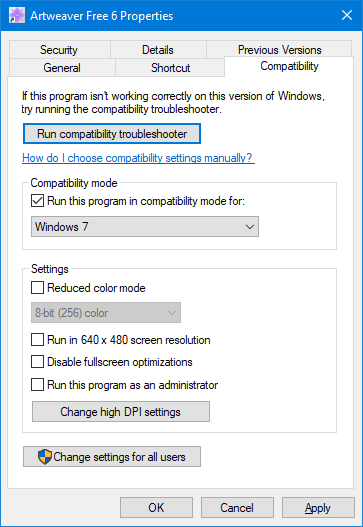 Artweaver Free 6 Properties
Security Details Previous Versions
General Shortcut Compatibility
If this program isn't working correctly on this version of Windows,
try running the compatibility troubleshooter.
Run compatibility troubleshooter
How do I choose compatibility settings manually?
Compatibility mode
Run this program in compatibility mode for:
Windows 7
Settings
Reduced color mode
8-bit (256) color
Run in 640 x 480 screen resolution
Disable fullscreen optimizations
Run this program as an administrator
Change high DPI settings
Change settings for all users
OK Cancel Apply